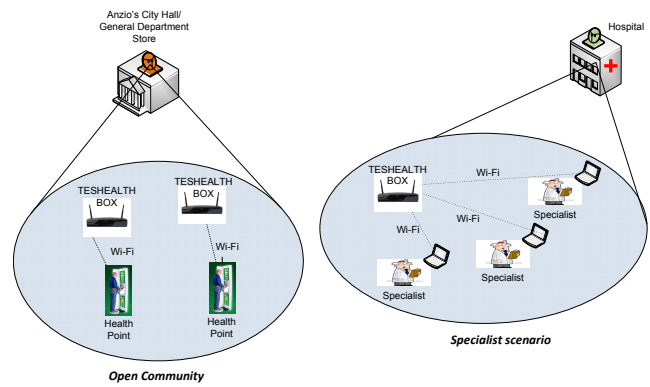 Anzio's City Hall/
General Department
Store
TESHEALTH
BOX
TESHEALTH
BOX
Wi-Fi
Wi-Fi
Health
Point
Health
Point
Open Community
Hospital
TESHEALTH
BOX
Wi-Fi
Wi-Fi
Wi-Fi
Specialist
Specialist
Specialist
Specialist scenario